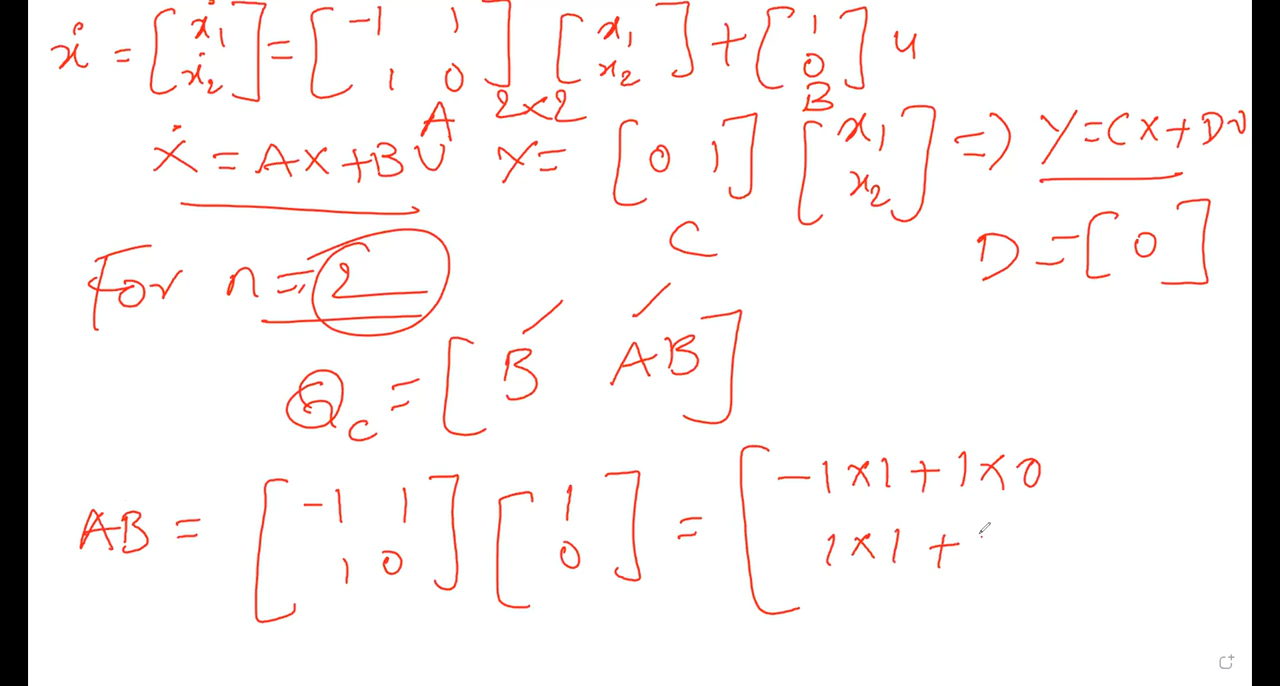 ẋ = [ẋ1 ẋ2] = [-1 1 1 0] [x1 x2] + [1 0] u
A 2×2 B
Ẋ = AX+BU Y= [0 1] [x1 x2] => Y=CX+DU
C D = [0]
For n=2
Qc = [B AB]
AB = [-1 1 1 0] [1 0] = [-1×1+1×0
1×1+